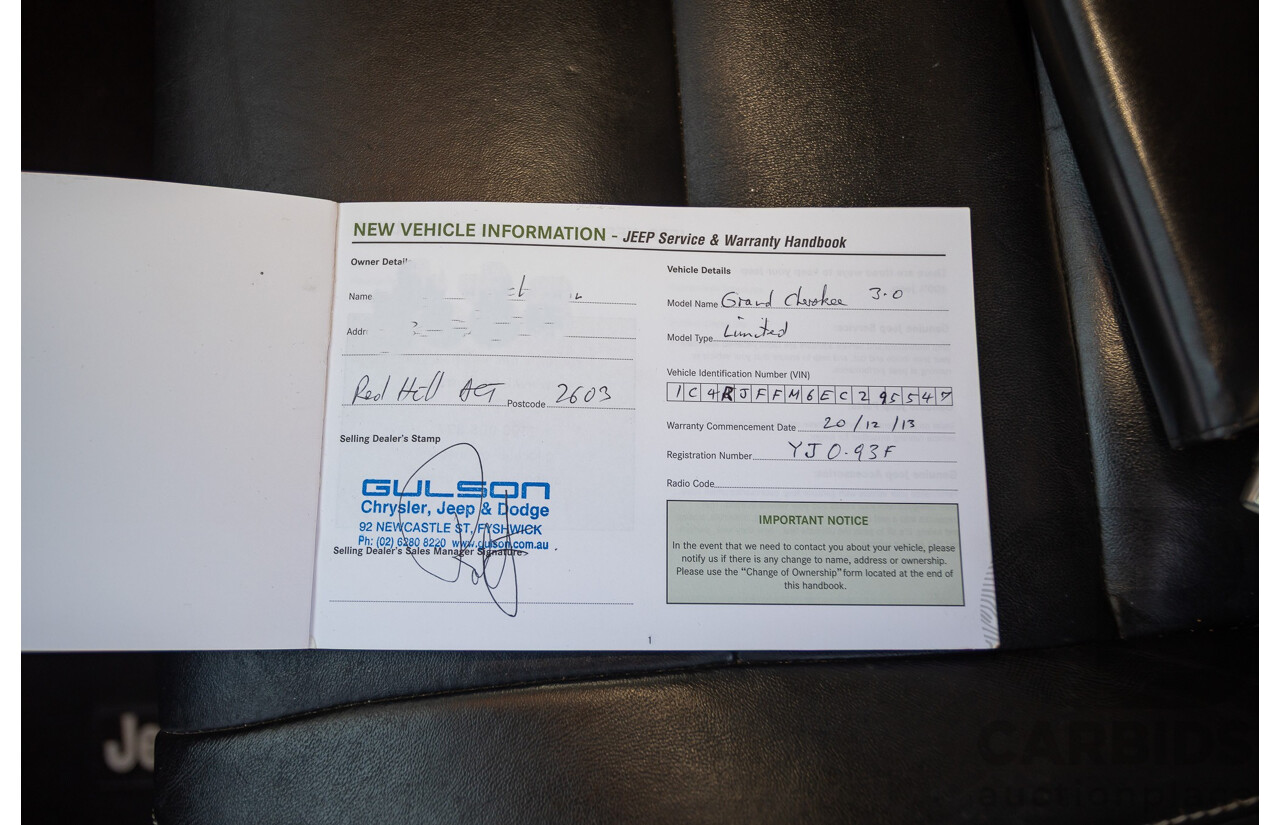 NEW VEHICLE INFORMATION - JEEP Service & Warranty Handbook
Owner Detai
Name
Addr
Red Hill ACT Postcode 2603
Selling Dealer's Stamp
GULSON
Chrysler, Jeep & Dodge
92 NEWCASTLE ST, FYSHWICK
Ph: (02) 6280 8220 www.gulson.com.au
Selling Dealer's Sales Manager Signature
Vehicle Details
Model Name Grand Cherokee 3.0
Model Type Limited
Vehicle Identification Number (VIN)
1C4RJFFM6EC295547
Warranty Commencement Date 20/12/13
Registration Number YJ0.93F
Radio Code
IMPORTANT NOTICE
In the event that we need to contact you about your vehicle, please
notify us if there is any change to name, address or ownership.
Please use the "Change of Ownership" form located at the end of
this handbook.
1
Je
CARBIDS